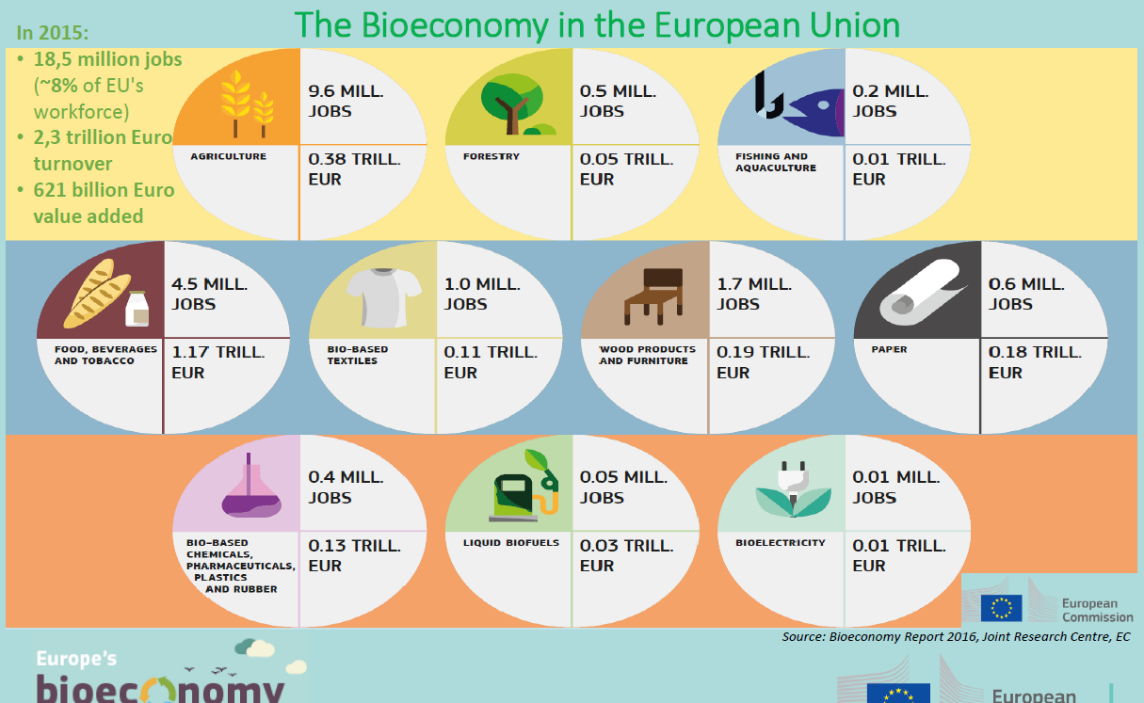 The Bioeconomy in the European Union
In 2015:
• 18,5 million jobs
(~8% of EU's
workforce)
• 2,3 trillion Euro
turnover
• 621 billion Euro
value added
AGRICULTURE
9.6 MILL.
JOBS
0.38 TRILL.
EUR
FORESTRY
0.5 MILL.
JOBS
0.05 TRILL.
EUR
FISHING AND
AQUACULTURE
0.2 MILL.
JOBS
0.01 TRILL.
EUR
FOOD, BEVERAGES
AND TOBACCO
4.5 MILL.
JOBS
1.17 TRILL.
EUR
BIO-BASED
TEXTILES
1.0 MILL.
JOBS
0.11 TRILL.
EUR
WOOD PRODUCTS
AND FURNITURE
1.7 MILL.
JOBS
0.19 TRILL.
EUR
PAPER
0.6 MILL.
JOBS
0.18 TRILL.
EUR
BIO-BASED
CHEMICALS,
PHARMACEUTICALS,
PLASTICS
AND RUBBER
0.4 MILL.
JOBS
0.13 TRILL.
EUR
LIQUID BIOFUELS
0.05 MILL.
JOBS
0.03 TRILL.
EUR
BIOELECTRICITY
0.01 MILL.
JOBS
0.01 TRILL.
EUR
European
Commission
Source: Bioeconomy Report 2016, Joint Research Centre, EC
Europe's
bioeconomy
European